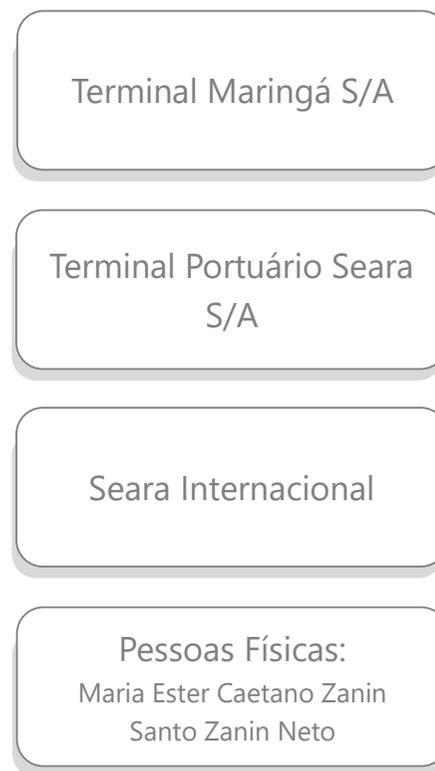 Terminal Maringá S/A
Terminal Portuário Seara
S/A
Seara Internacional
Pessoas Físicas:
Maria Ester Caetano Zanin
Santo Zanin Neto